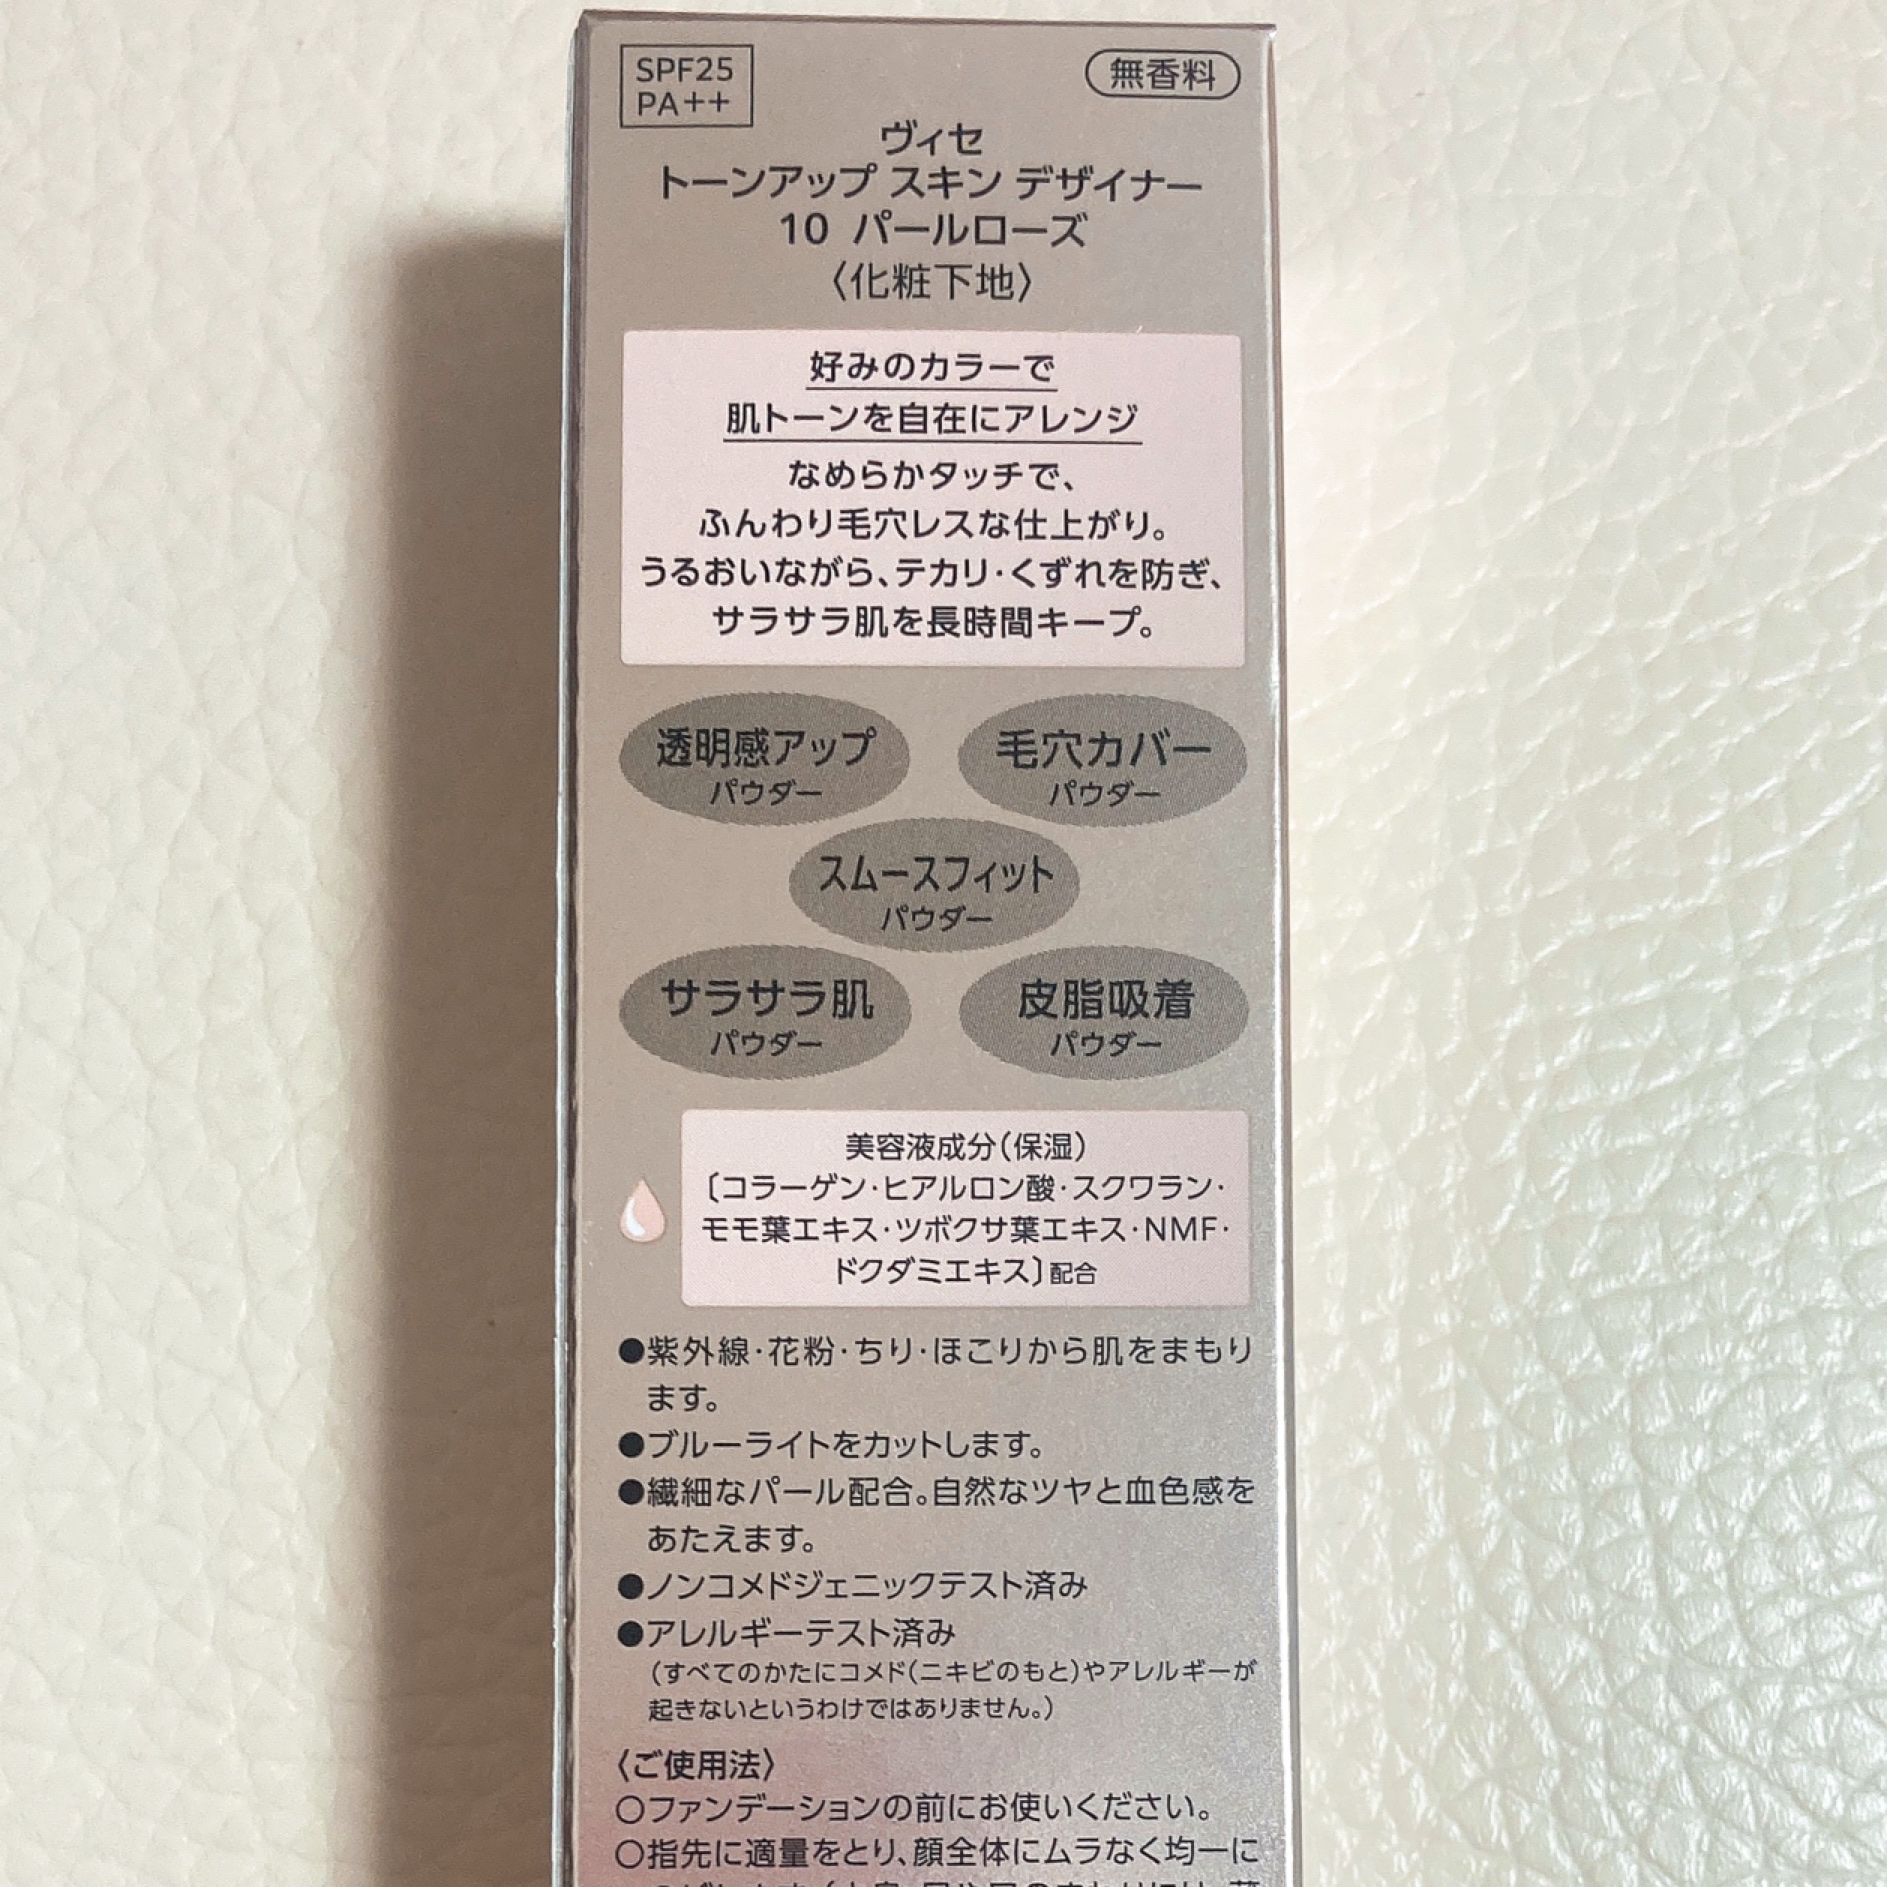 SPF25
PA++
無香料
ヴィセ
トーンアップ スキン デザイナー
10 パールローズ
〈化粧下地〉
好みのカラーで
肌トーンを自在にアレンジ
なめらかタッチで、
ふんわり毛穴レスな仕上がり。
うるおいながら、テカリ・くずれを防ぎ、
サラサラ肌を長時間キープ。
透明感アップ
パウダー
毛穴カバー
パウダー
スムースフィット
パウダー
サラサラ肌
パウダー
皮脂吸着
パウダー
美容液成分(保湿)
〔コラーゲン・ヒアルロン酸・スクワラン・
モモ葉エキス・ツボクサ葉エキス・NMF・
ドクダミエキス〕配合
●紫外線・花粉・ちり・ほこりから肌をまもり
ます。
●ブルーライトをカットします。
●繊細なパール配合。自然なツヤと血色感を
あたえます。
●ノンコメドジェニックテスト済み
●アレルギーテスト済み
(すべてのかたにコメド(ニキビのもと)やアレルギーが
起きないというわけではありません。)
〈ご使用法〉
○ファンデーションの前にお使いください。
○指先に適量をとり、顔全体にムラなく均一に